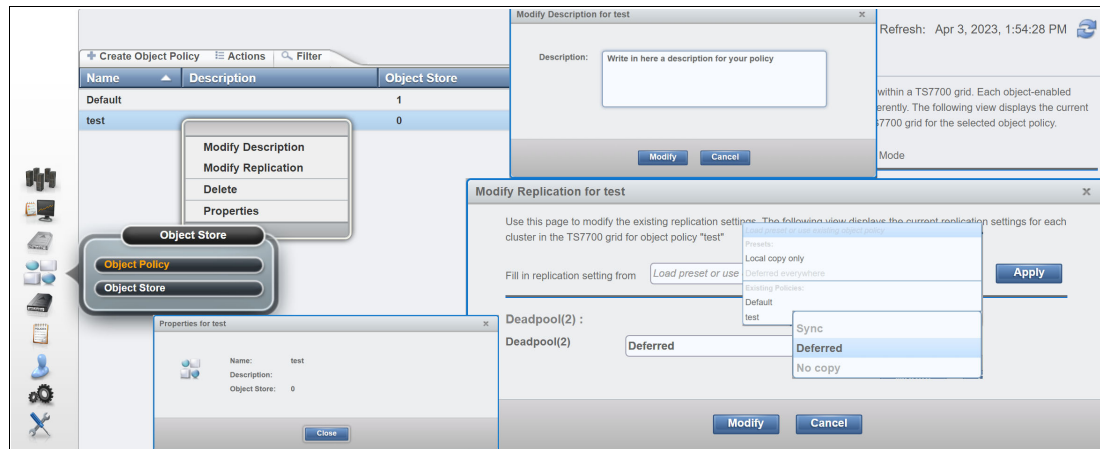 Modify Description for test
Refresh: Apr 3, 2023, 1:54:28 PM
Create Object Policy Actions Filter
Name Description Object Store
Default 1
test 0
Description: Write in here a description for your policy
Modify Cancel
within a TS7700 grid. Each object-enabled
erently. The following view displays the current
7700 grid for the selected object policy.
Mode
Modify Description
Modify Replication
Delete
Properties
Object Store
Object Policy
Object Store
Modify Replication for test
Use this page to modify the existing replication settings. The following view displays the current replication settings for each
cluster in the TS7700 grid for object policy "test"
Fill in replication setting from Load preset or use
Load preset or use existing object policy
Presets:
Local copy only
Deferred everywhere
Existing Policies:
Default
test
Apply
Deadpool(2) :
Deadpool(2) Deferred
Sync
Deferred
No copy
Modify Cancel
Properties for test
Name: test
Description:
Object Store: 0
Close